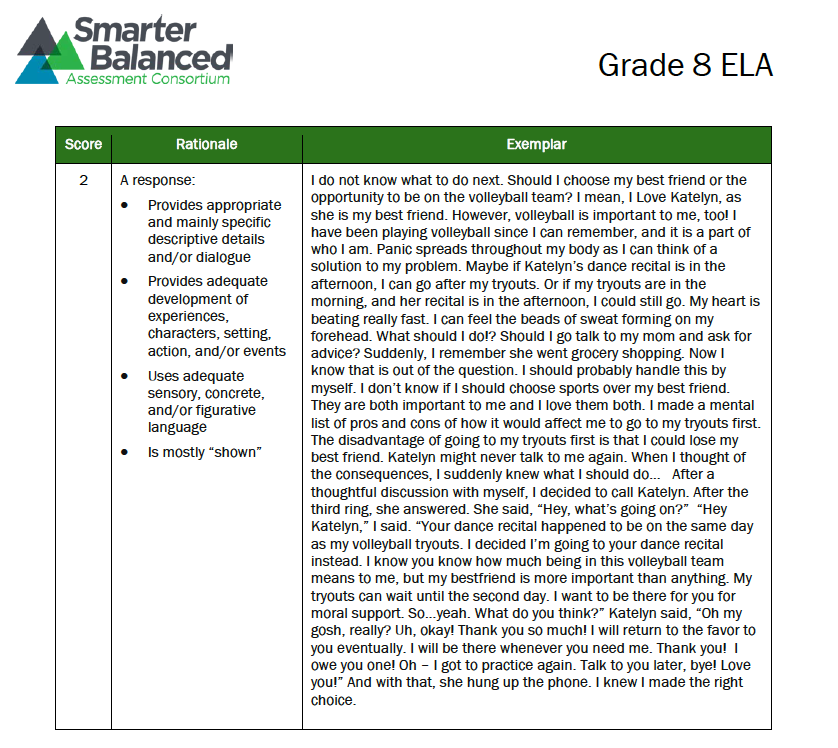 Smarter
Balanced
Assessment Consortium
Grade 8 ELA
Score Rationale Exemplar
2
A response:
● Provides appropriate
and mainly specific
descriptive details
and/or dialogue
● Provides adequate
development of
experiences,
characters, setting,
action, and/or events
● Uses adequate
sensory, concrete,
and/or figurative
language
● Is mostly “shown”
I do not know what to do next. Should I choose my best friend or the
opportunity to be on the volleyball team? I mean, I Love Katelyn, as
she is my best friend. However, volleyball is important to me, too! I
have been playing volleyball since I can remember, and it is a part of
who I am. Panic spreads throughout my body as I can think of a
solution to my problem. Maybe if Katelyn’s dance recital is in the
afternoon, I can go after my tryouts. Or if my tryouts are in the
morning, and her recital is in the afternoon, I could still go. My heart is
beating really fast. I can feel the beads of sweat forming on my
forehead. What should I do!? Should I go talk to my mom and ask for
advice? Suddenly, I remember she went grocery shopping. Now I
know that is out of the question. I should probably handle this by
myself. I don’t know if I should choose sports over my best friend.
They are both important to me and I love them both. I made a mental
list of pros and cons of how it would affect me to go to my tryouts first.
The disadvantage of going to my tryouts first is that I could lose my
best friend. Katelyn might never talk to me again. When I thought of
the consequences, I suddenly knew what I should do... After a
thoughtful discussion with myself, I decided to call Katelyn. After the
third ring, she answered. She said, “Hey, what’s going on?” “Hey
Katelyn,” I said. “Your dance recital happened to be on the same day
as my volleyball tryouts. I decided I’m going to your dance recital
instead. I know you know how much being in this volleyball team
means to me, but my bestfriend is more important than anything. My
tryouts can wait until the second day. I want to be there for you for
moral support. So...yeah. What do you think?” Katelyn said, “Oh my
gosh, really? Uh, okay! Thank you so much! I will return to the favor to
you eventually. I will be there whenever you need me. Thank you! I
owe you one! Oh – I got to practice again. Talk to you later, bye! Love
you!” And with that, she hung up the phone. I knew I made the right
choice.